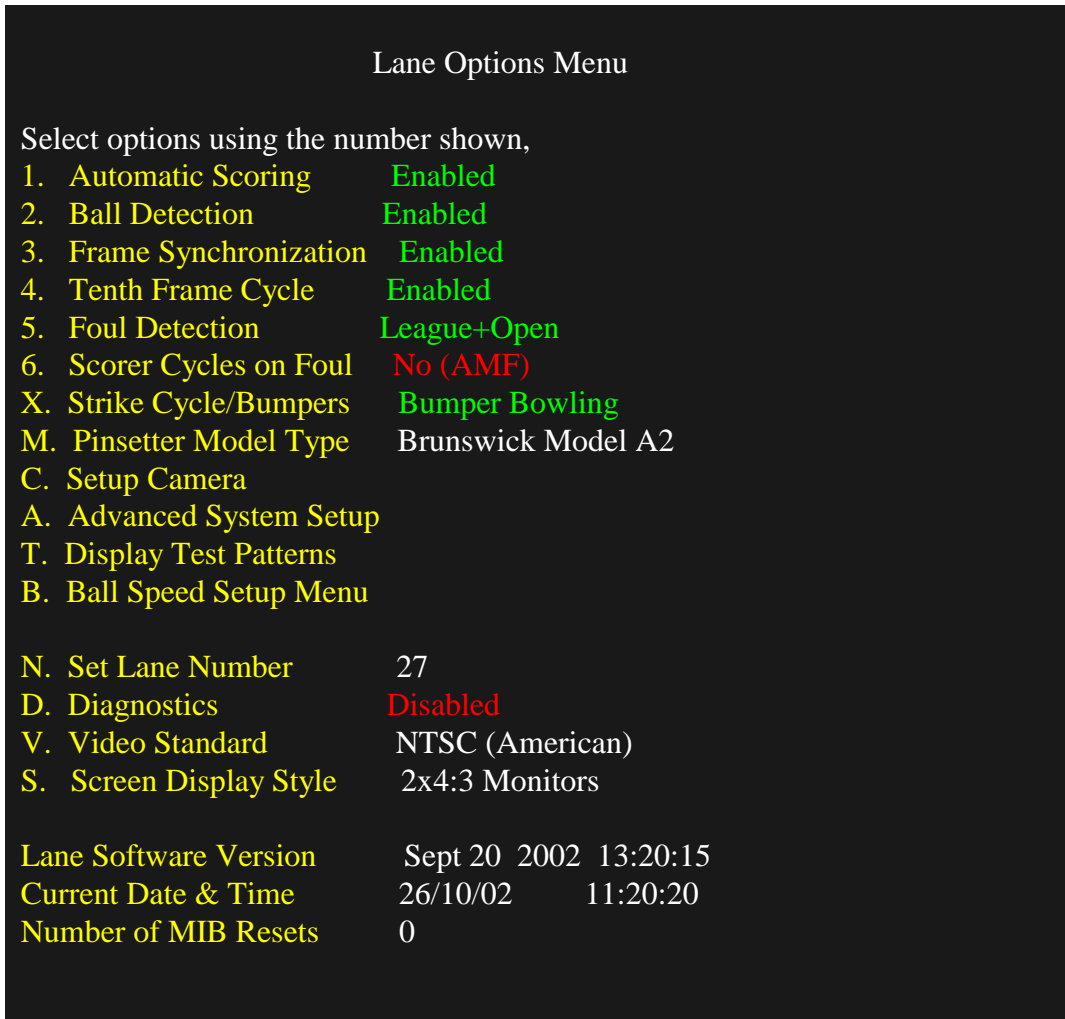 Lane Options Menu
Select options using the number shown,
1. Automatic Scoring Enabled
2. Ball Detection Enabled
3. Frame Synchronization Enabled
4. Tenth Frame Cycle Enabled
5. Foul Detection League+Open
6. Scorer Cycles on Foul No (AMF)
X. Strike Cycle/Bumpers Bumper Bowling
M. Pinsetter Model Type Brunswick Model A2
C. Setup Camera
A. Advanced System Setup
T. Display Test Patterns
B. Ball Speed Setup Menu
N. Set Lane Number 27
D. Diagnostics Disabled
V. Video Standard NTSC (American)
S. Screen Display Style 2x4:3 Monitors
Lane Software Version Sept 20 2002 13:20:15
Current Date & Time 26/10/02 11:20:20
Number of MIB Resets 0